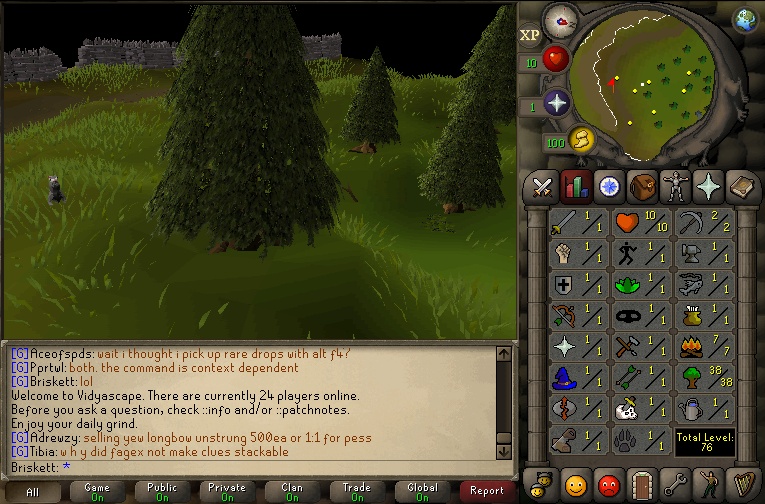 XP
10
1
100
1 1
10 10
2 2
1 1
1 1
1 1
1 1
1 1
1 1
1 1
1 1
1 1
1 1
1 1
7 7
1 1
1 1
38 38
1 1
1 1
1 1
1 1
1 1
Total Level:
76
[G]Aceofspds: wait i thought i pick up rare drops with alt f4?
[G]Pprtwl: both. the command is context dependent
[G]Briskett: lol
Welcome to Vidyascape. There are currently 24 players online.
Before you ask a question, check ::info and/or ::patchnotes.
Enjoy your daily grind.
[G]Adrewzy: selling yew longbow unstrung 500ea or 1:1 for pess
[G]Tibia: w h y did fagex not make clues stackable
Briskett: *
All
Game
On
Public
On
Private
On
Clan
On
Trade
On
Global
On
Report